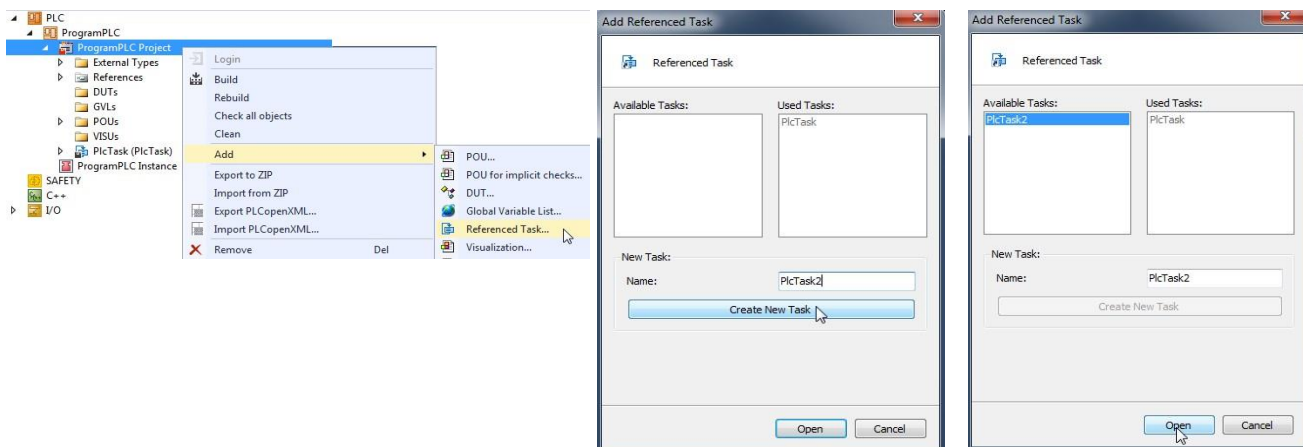 PLC
ProgramPLC
ProgramPLC Project
External Types
References
DUTs
GVLs
POUs
VISUs
PlcTask (PlcTask)
ProgramPLC Instance
SAFETY
C++
I/O
Login
Build
Rebuild
Check all objects
Clean
Add
Export to ZIP
Import from ZIP
Export PLCopenXML...
Import PLCopenXML...
Remove Del
POU...
POU for implicit checks...
DUT...
Global Variable List...
Referenced Task...
Visualization...
Add Referenced Task
Referenced Task
Available Tasks: Used Tasks:
PlcTask
New Task:
Name: PlcTask2
Create New Task
Open Cancel
Add Referenced Task
Referenced Task
Available Tasks: Used Tasks:
PlcTask2 PlcTask
New Task:
Name: PlcTask2
Create New Task
Open Cancel